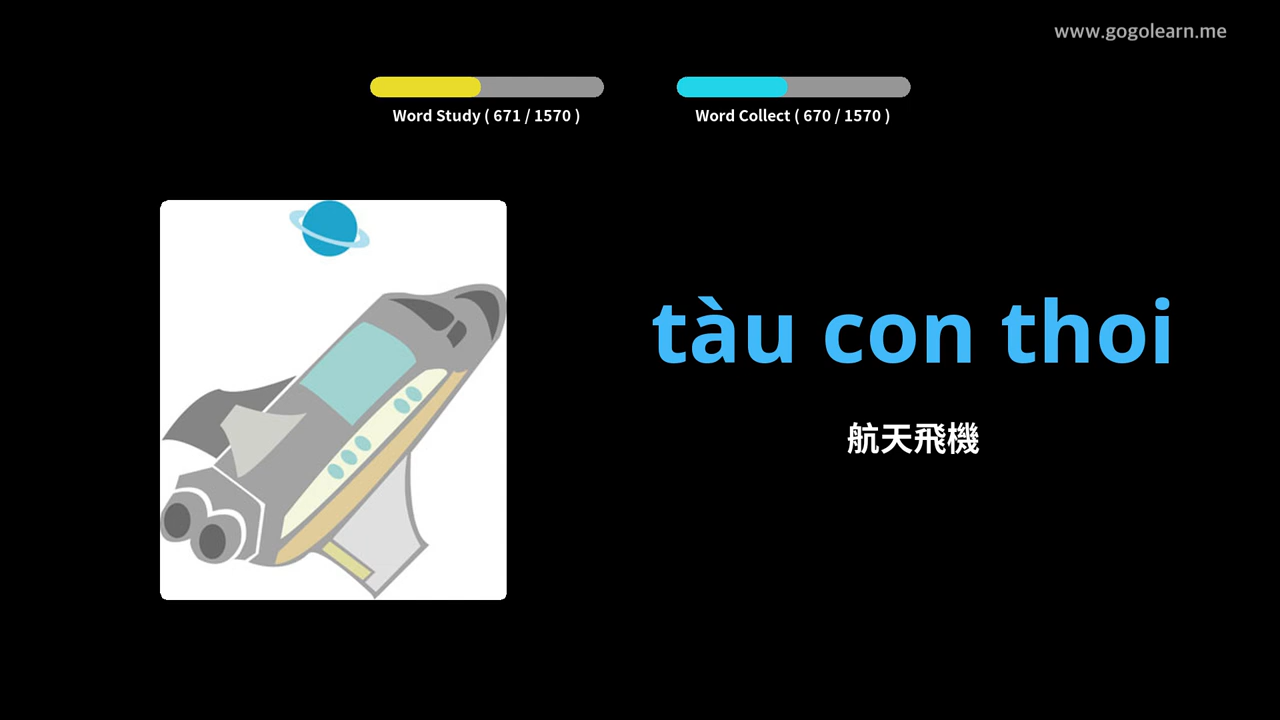 www.gogolearn.me
Word Study ( 671 / 1570 )
Word Collect ( 670 / 1570 )
tàu con thoi
航天飛機